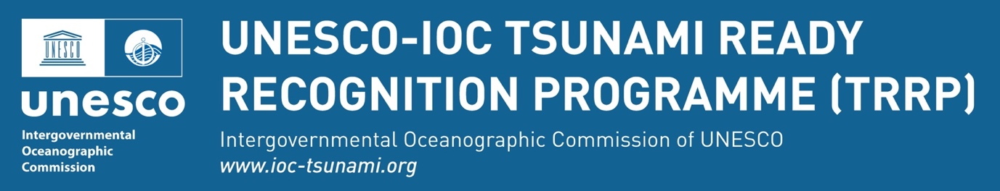 UNESCO
unesco
Intergovernmental
Oceanographic
Commission
UNESCO-IOC TSUNAMI READY
RECOGNITION PROGRAMME (TRRP)
Intergovernmental Oceanographic Commission of UNESCO
www.ioc-tsunami.org